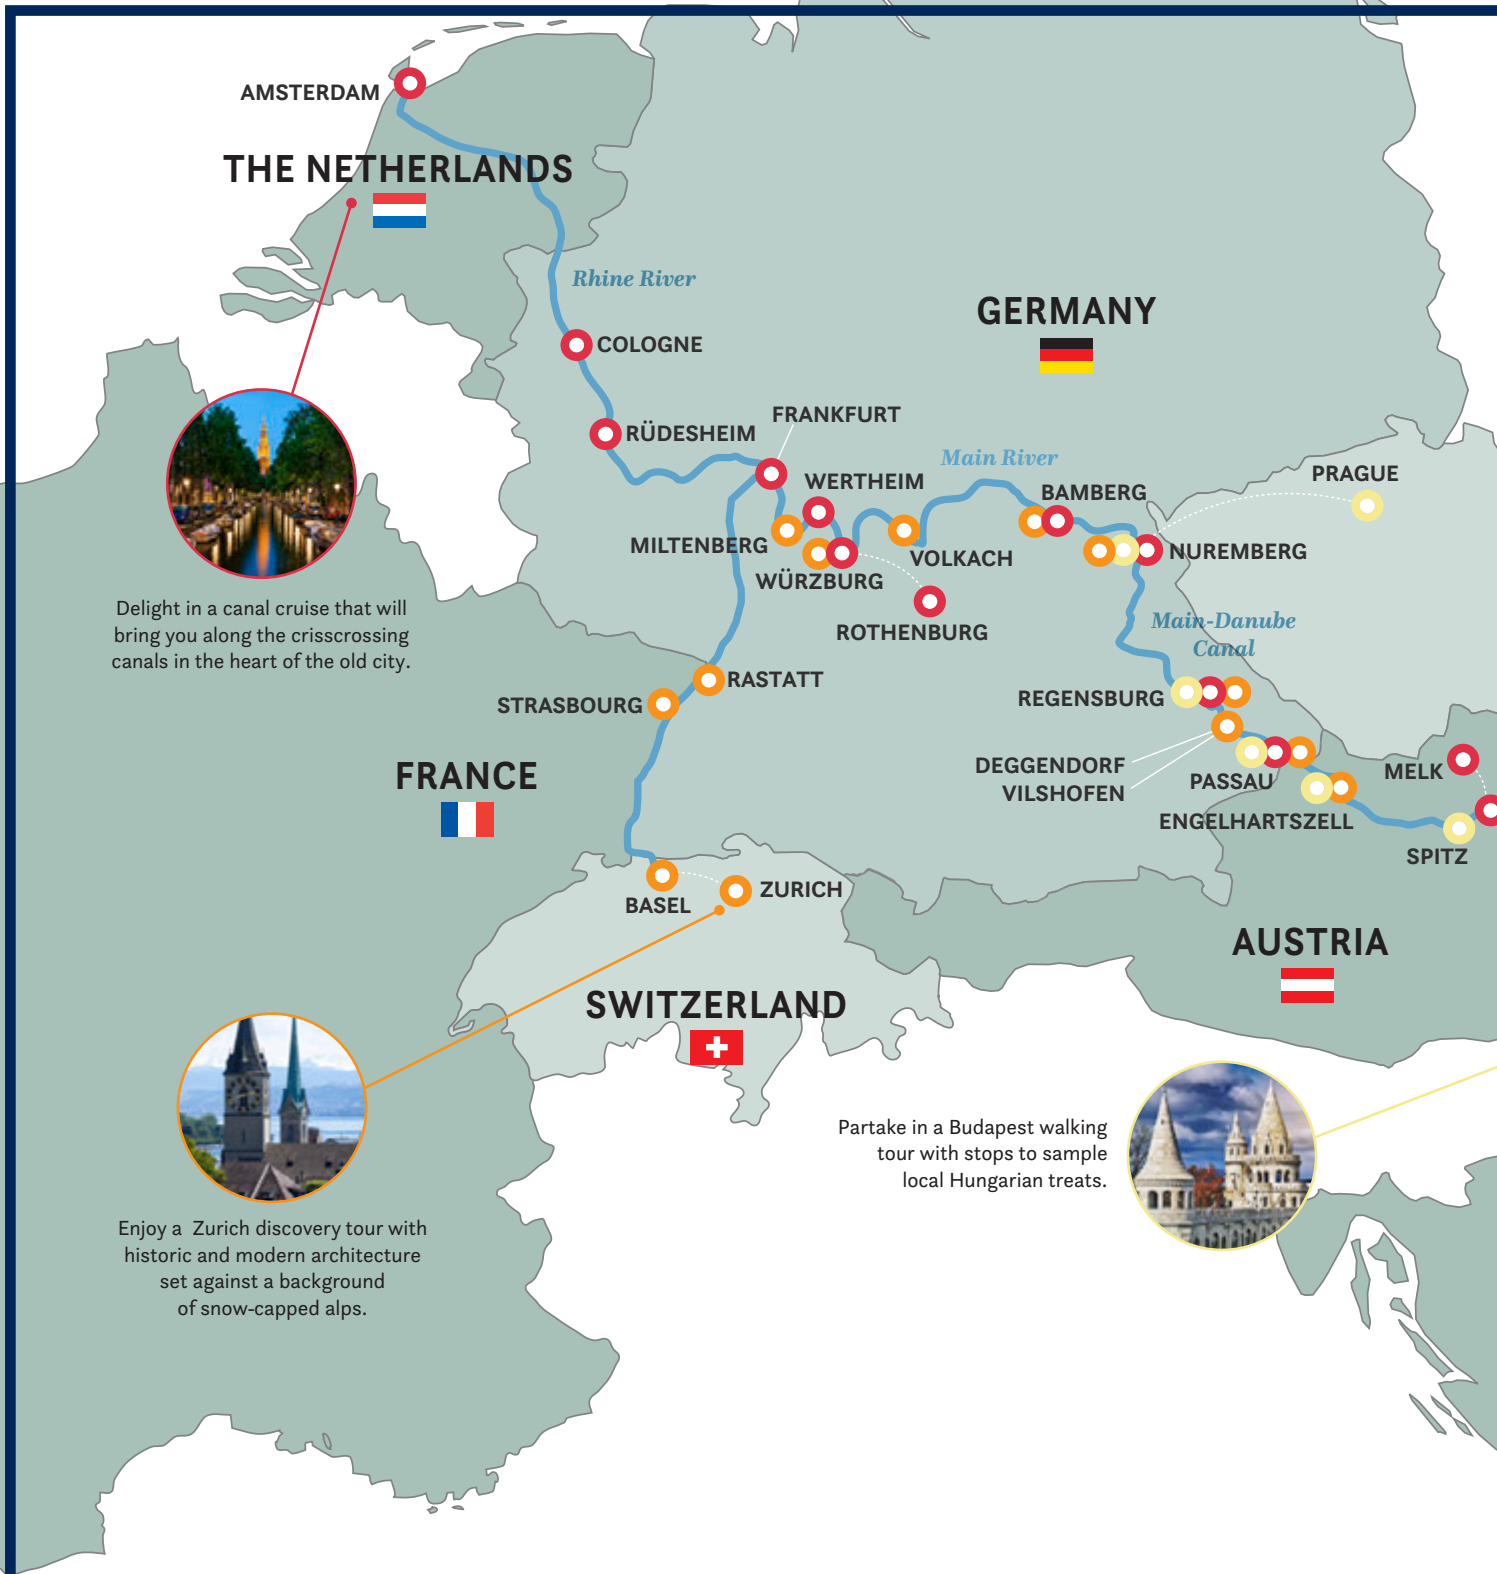 AMSTERDAM
THE NETHERLANDS
Rhine River
COLOGNE
GERMANY
RÜDESHEIM
FRANKFURT
WERTHEIM
Main River
BAMBERG
PRAGUE
MILTENBERG
WÜRZBURG
VOLKACH
NUREMBERG
ROTHENBURG
Main-Danube
Canal
Delight in a canal cruise that will
bring you along the crisscrossing
canals in the heart of the old city.
RASTATT
STRASBOURG
REGENSBURG
FRANCE
DEGGENDORF
VILSHOFEN
PASSAU
MELK
ENGELHARTSZELL
SPITZ
BASEL
ZURICH
AUSTRIA
SWITZERLAND
Partake in a Budapest walking
tour with stops to sample
local Hungarian treats.
Enjoy a Zurich discovery tour with
historic and modern architecture
set against a background
of snow-capped alps.